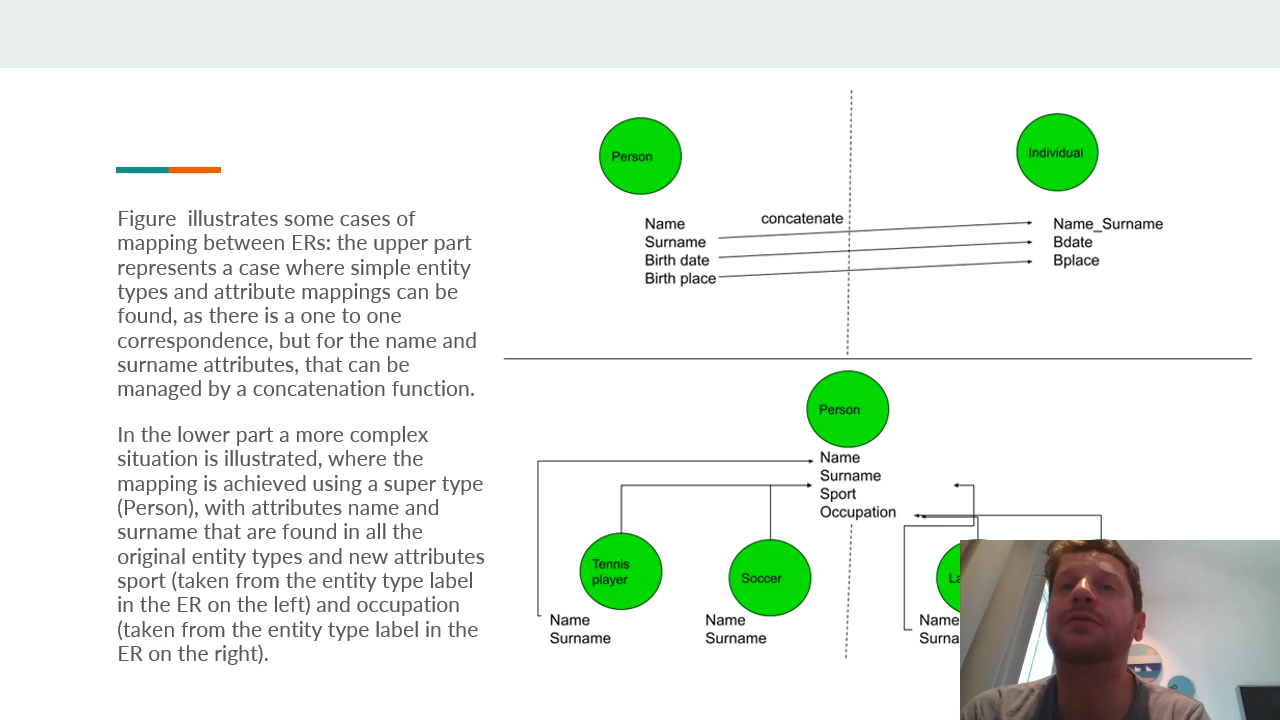 Figure  illustrates some cases of
mapping between ERs: the upper part
represents a case where simple entity
types and attribute mappings can be
found, as there is a one to one
correspondence, but for the name and
surname attributes, that can be
managed by a concatenation function.
In the lower part a more complex
situation is illustrated, where the
mapping is achieved using a super type
(Person), with attributes name and
surname that are found in all the
original entity types and new attributes
sport (taken from the entity type label
in the ER on the left) and occupation
(taken from the entity type label in the
ER on the right).
Person
Individual
Name
Surname
Birth date
Birth place
concatenate
Name_Surname
Bdate
Bplace
Person
Name
Surname
Sport
Occupation
Tennis
player
Name
Surname
Soccer
Name
Surname
Name